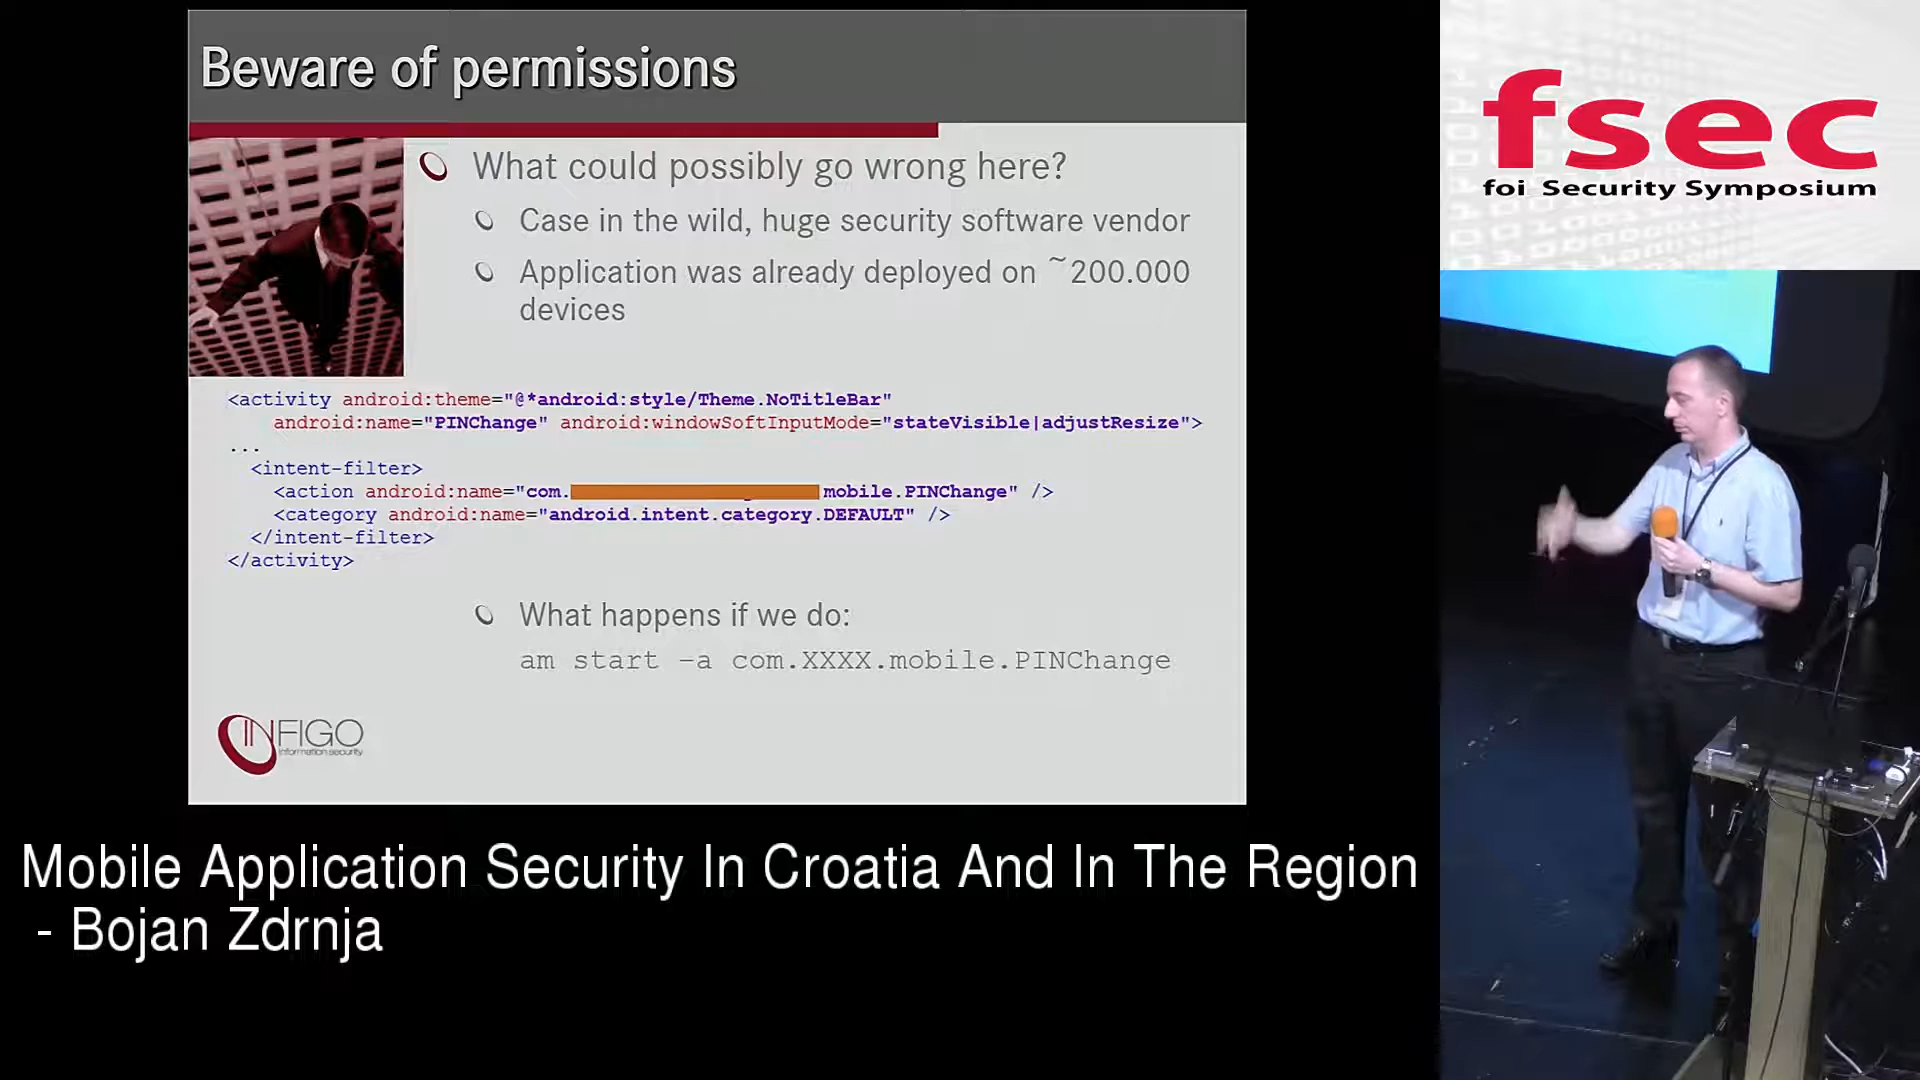 Beware of permissions
What could possibly go wrong here?
Case in the wild, huge security software vendor
Application was already deployed on ~200.000
devices
<activity android:theme="@*android:style/Theme.NoTitleBar"
android:name="PINChange" android:windowSoftInputMode="stateVisible|adjustResize">
...
<intent-filter>
<action android:name="com. mobile.PINChange" />
<category android:name="android.intent.category.DEFAULT" />
</intent-filter>
</activity>
What happens if we do:
am start –a com.XXXX.mobile.PINChange
INFIGO
information security
fsec
foi Security Symposium
Mobile Application Security In Croatia And In The Region
- Bojan Zdrnja